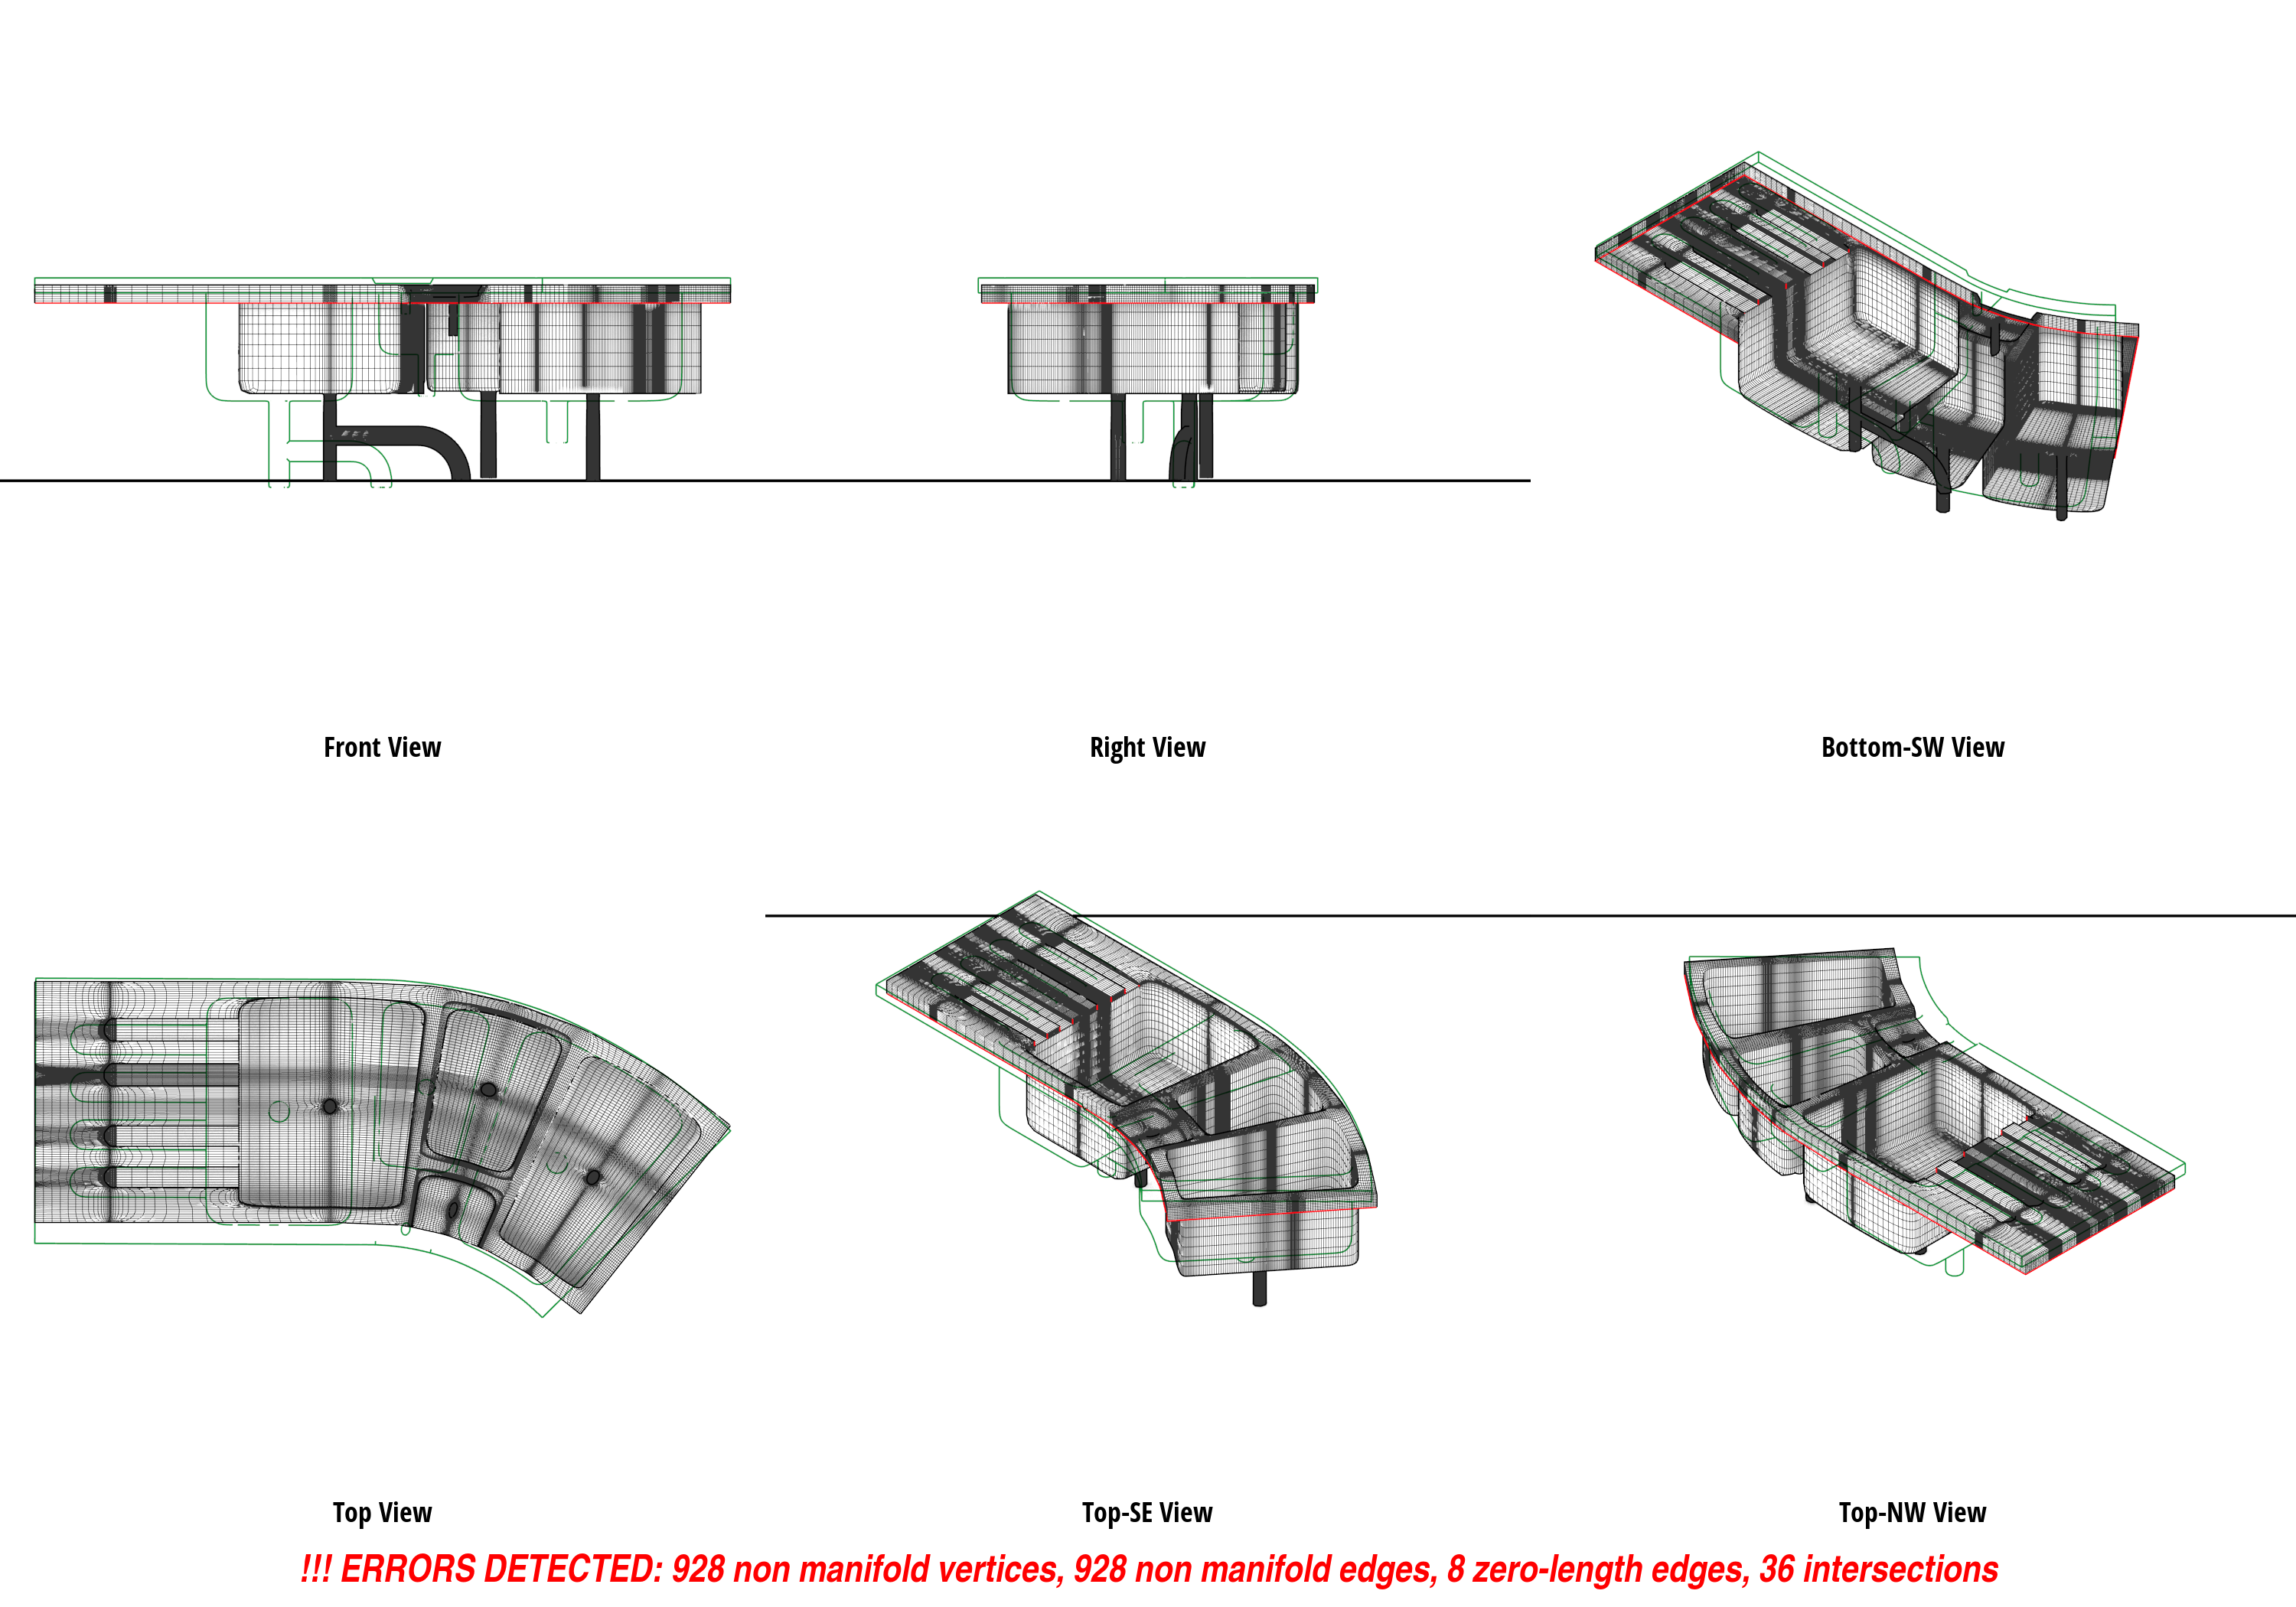 Front View
Right View
Bottom-SW View
Top View
Top-SE View
Top-NW View
!!! ERRORS DETECTED: 928 non manifold vertices, 928 non manifold edges, 8 zero-length edges, 36 intersections